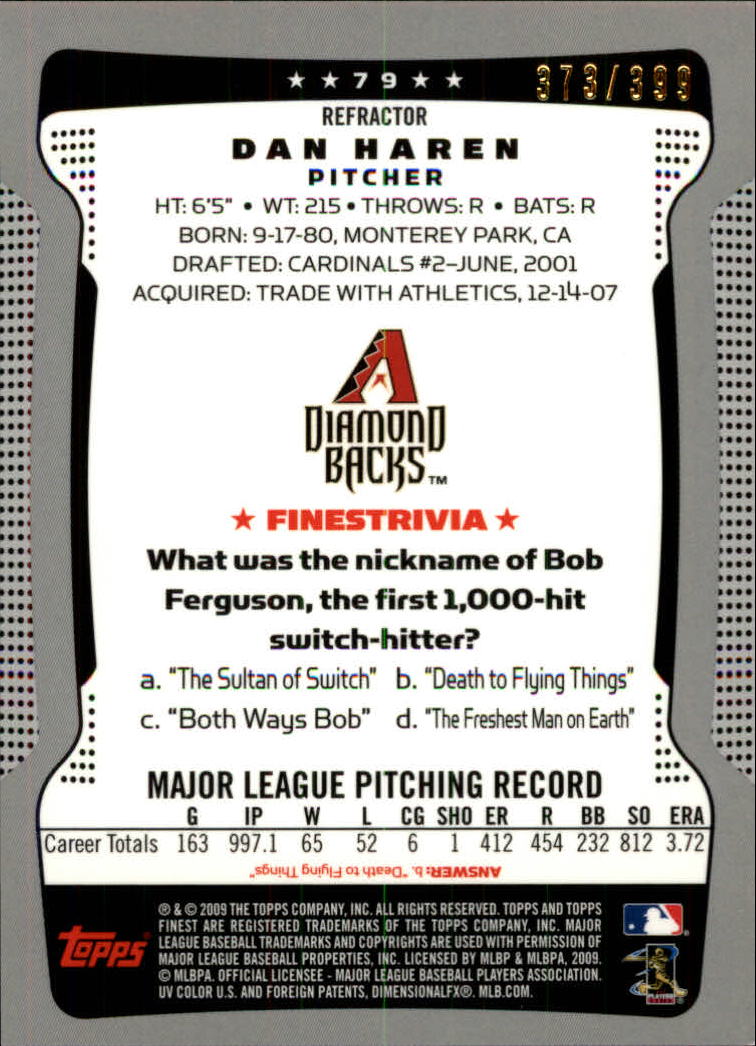 ★ ★ 79 ★ ★
373/399
REFRACTOR
DAN HAREN
PITCHER
HT: 6'5" • WT: 215 • THROWS: R • BATS: R
BORN: 9-17-80, MONTEREY PARK, CA
DRAFTED: CARDINALS #2–JUNE, 2001
ACQUIRED: TRADE WITH ATHLETICS, 12-14-07
DIAMOND
BACKS™
★ FINESTRIVIA ★
What was the nickname of Bob
Ferguson, the first 1,000-hit
switch-hitter?
a. "The Sultan of Switch" b. "Death to Flying Things"
c. "Both Ways Bob" d. "The Freshest Man on Earth"
MAJOR LEAGUE PITCHING RECORD
G IP W L CG SHO ER R BB SO ERA
Career Totals 163 997.1 65 52 6 1 412 454 232 812 3.72
ANSWER: b. "Death to Flying Things"
® & © 2009 THE TOPPS COMPANY, INC. ALL RIGHTS RESERVED. TOPPS AND TOPPS
FINEST ARE REGISTERED TRADEMARKS OF THE TOPPS COMPANY, INC. MAJOR
LEAGUE BASEBALL TRADEMARKS AND COPYRIGHTS ARE USED WITH PERMISSION OF
MAJOR LEAGUE BASEBALL PROPERTIES, INC. LICENSED BY MLBP & MLBPA, 2009.
© MLBPA. OFFICIAL LICENSEE - MAJOR LEAGUE BASEBALL PLAYERS ASSOCIATION.
UV COLOR U.S. AND FOREIGN PATENTS, DIMENSIONALFX®. MLB.COM.
Topps®